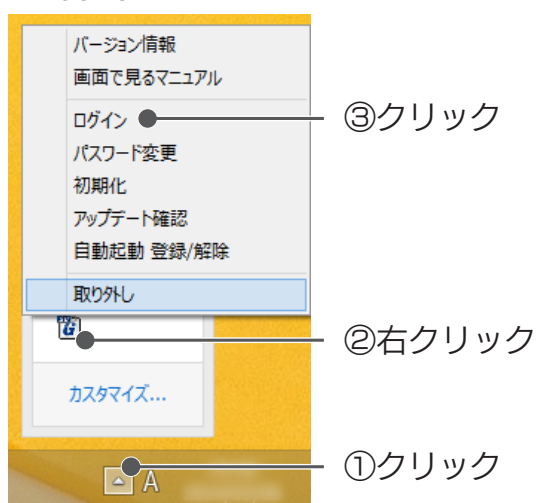 バージョン情報
画面で見るマニュアル
ログイン
③クリック
パスワード変更
初期化
アップデート確認
自動起動 登録/解除
取り外し
G
②右クリック
カスタマイズ...
①クリック
A